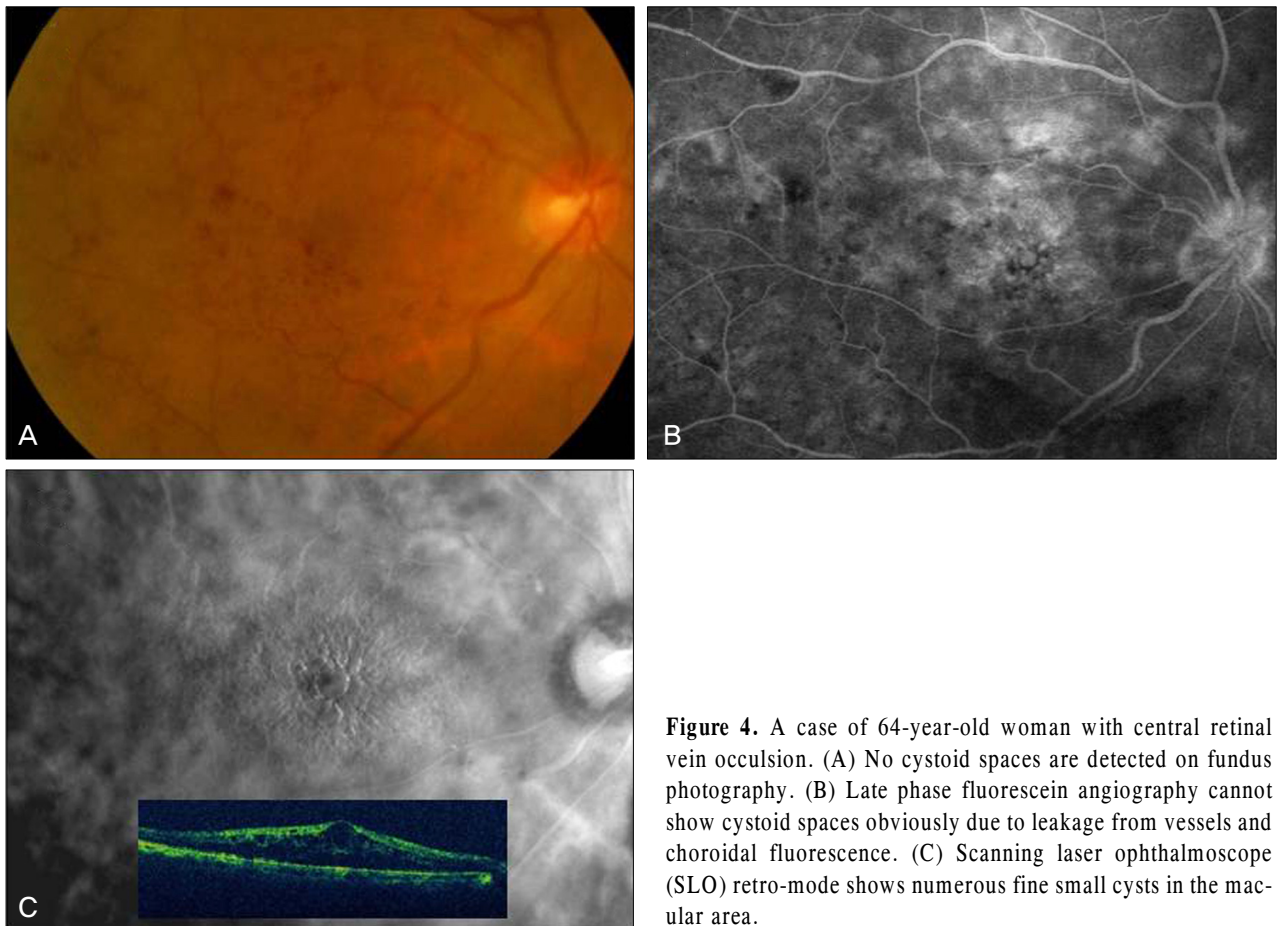 A
B
C
Figure 4. A case of 64-year-old woman with central retinal
vein occulsion. (A) No cystoid spaces are detected on fundus
photography. (B) Late phase fluorescein angiography cannot
show cystoid spaces obviously due to leakage from vessels and
choroidal fluorescence. (C) Scanning laser ophthalmoscope
(SLO) retro-mode shows numerous fine small cysts in the mac-
ular area.